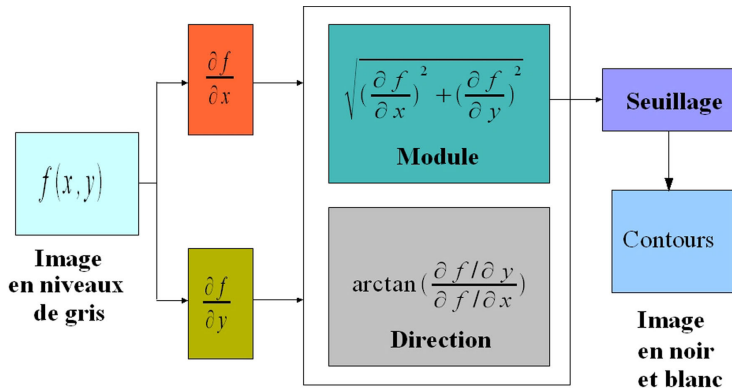 f(x,y)
Image
en niveaux
de gris
∂f
∂x
∂f
∂y
√((∂f/∂x)² + (∂f/∂y)²)
Module
arctan(∂f/∂y / ∂f/∂x)
Direction
Seuillage
Contours
Image
en noir
et blanc